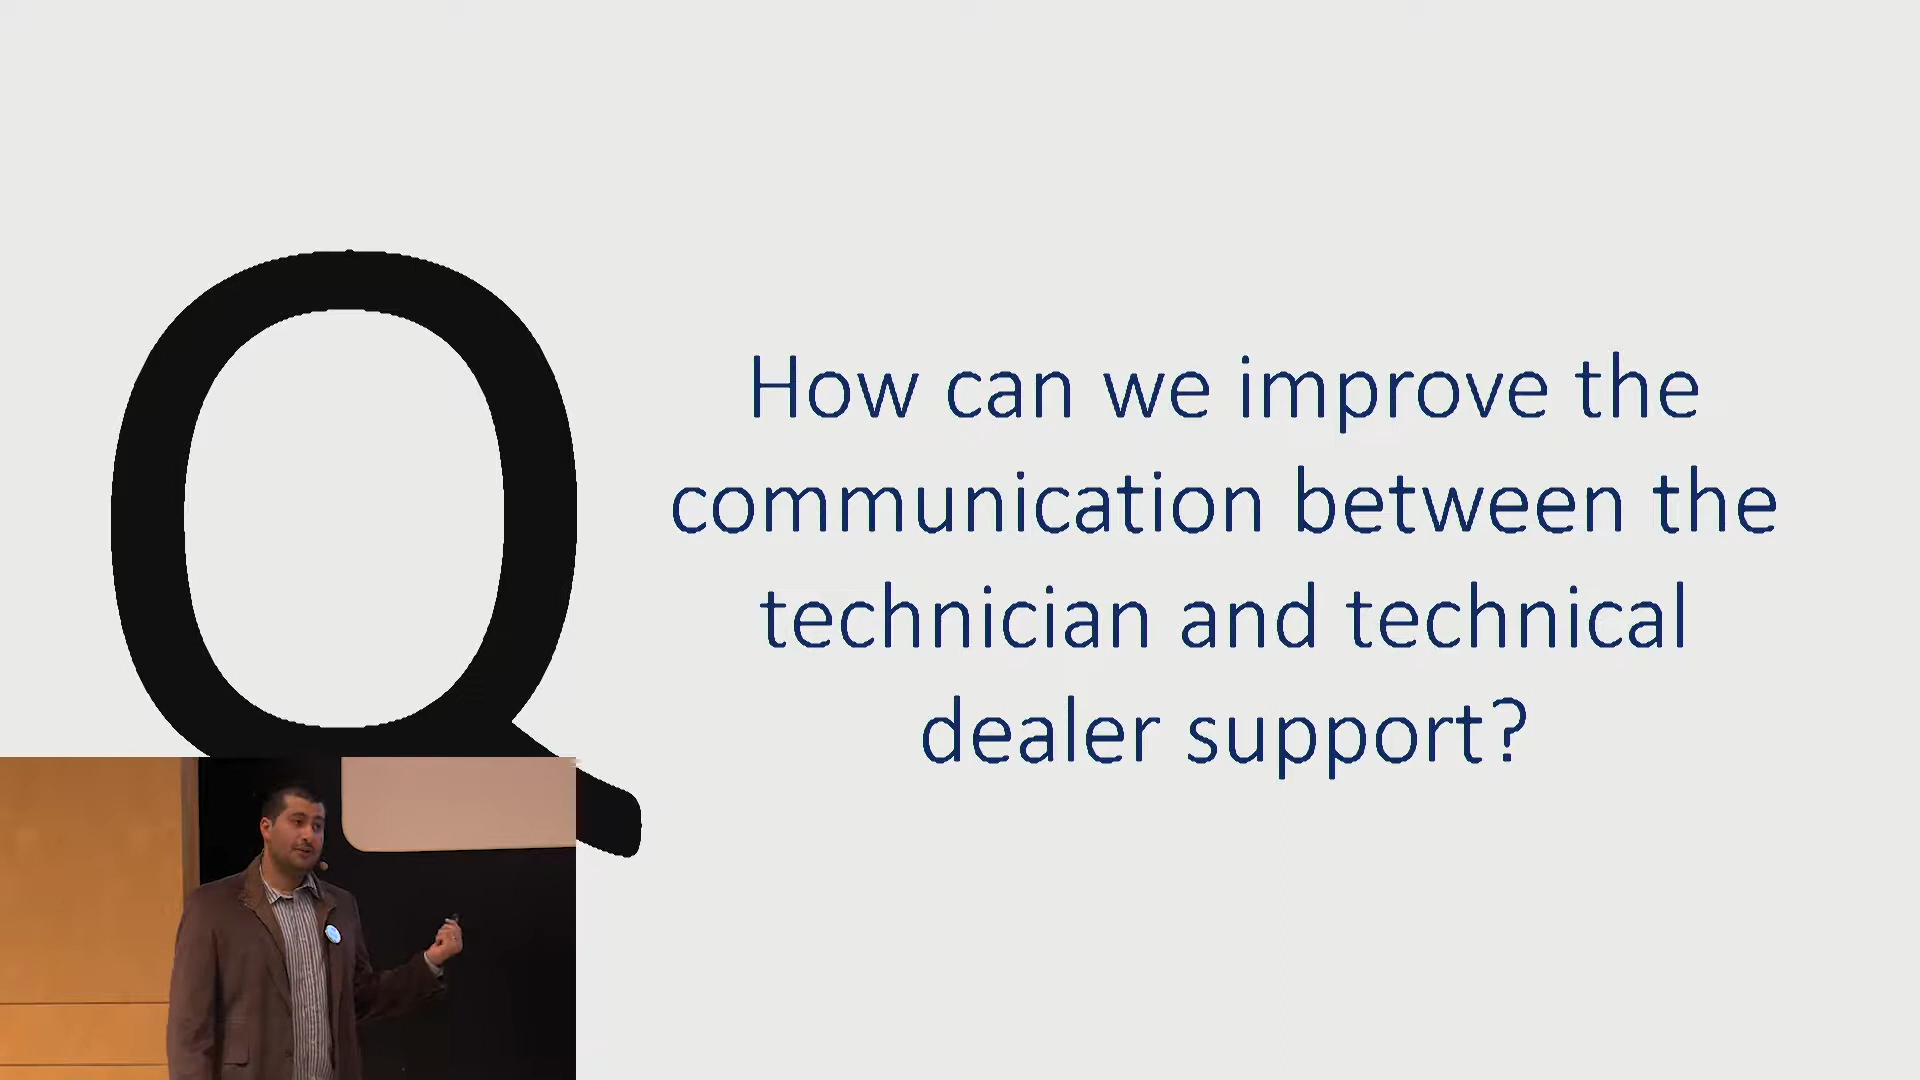 Q
How can we improve the
communication between the
technician and technical
dealer support?